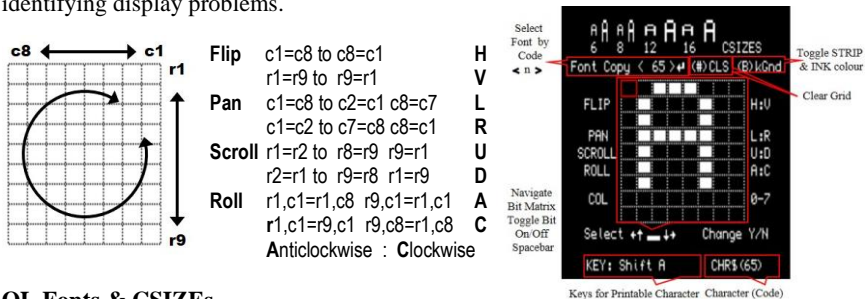 identifying display problems.
c8 c1
r1
r9
Flip c1=c8 to c8=c1 H
r1=r9 to r9=r1 V
Pan c1=c8 to c2=c1 c8=c7 L
c1=c2 to c7=c8 c8=c1 R
Scroll r1=r2 to r8=r9 r9=r1 U
r2=r1 to r9=r8 r1=r9 D
Roll r1,c1=r1,c8 r9,c1=r1,c1 A
r1,c1=r9,c1 r9,c8=r1,c8 C
Anticlockwise : Clockwise
Select
Font by
Code
< n >
A A A A A A
6 8 12 16 CSIZES
Font Copy < 65 >↵ (#)CLS (B)kGnd
FLIP H:V
PAN L:R
SCROLL U:D
ROLL A:C
COL 0-7
Select ←↑ ▬ ↓→ Change Y/N
KEY: Shift A CHR$(65)
Toggle STRIP
& INK colour
Clear Grid
Navigate
Bit Matrix
Toggle Bit
On/Off
Spacebar
Keys for Printable Character Character (Code)
QL Fonts & CSIZEs